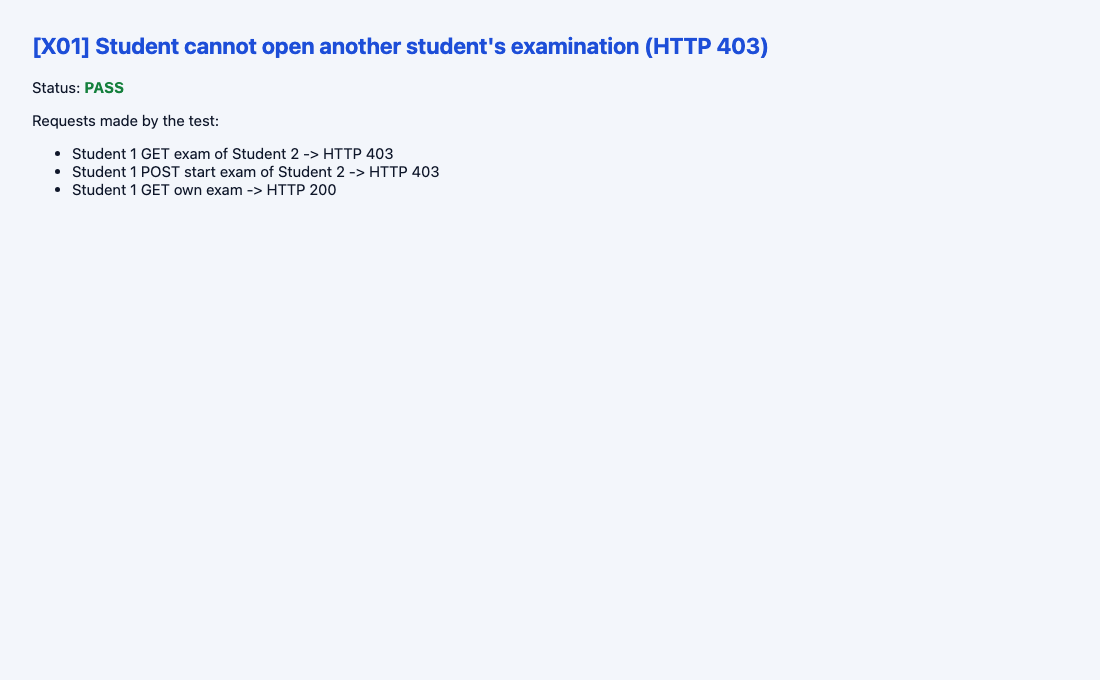 [X01] Student cannot open another student's examination (HTTP 403)
Status: PASS
Requests made by the test:
• Student 1 GET exam of Student 2 -> HTTP 403
• Student 1 POST start exam of Student 2 -> HTTP 403
• Student 1 GET own exam -> HTTP 200